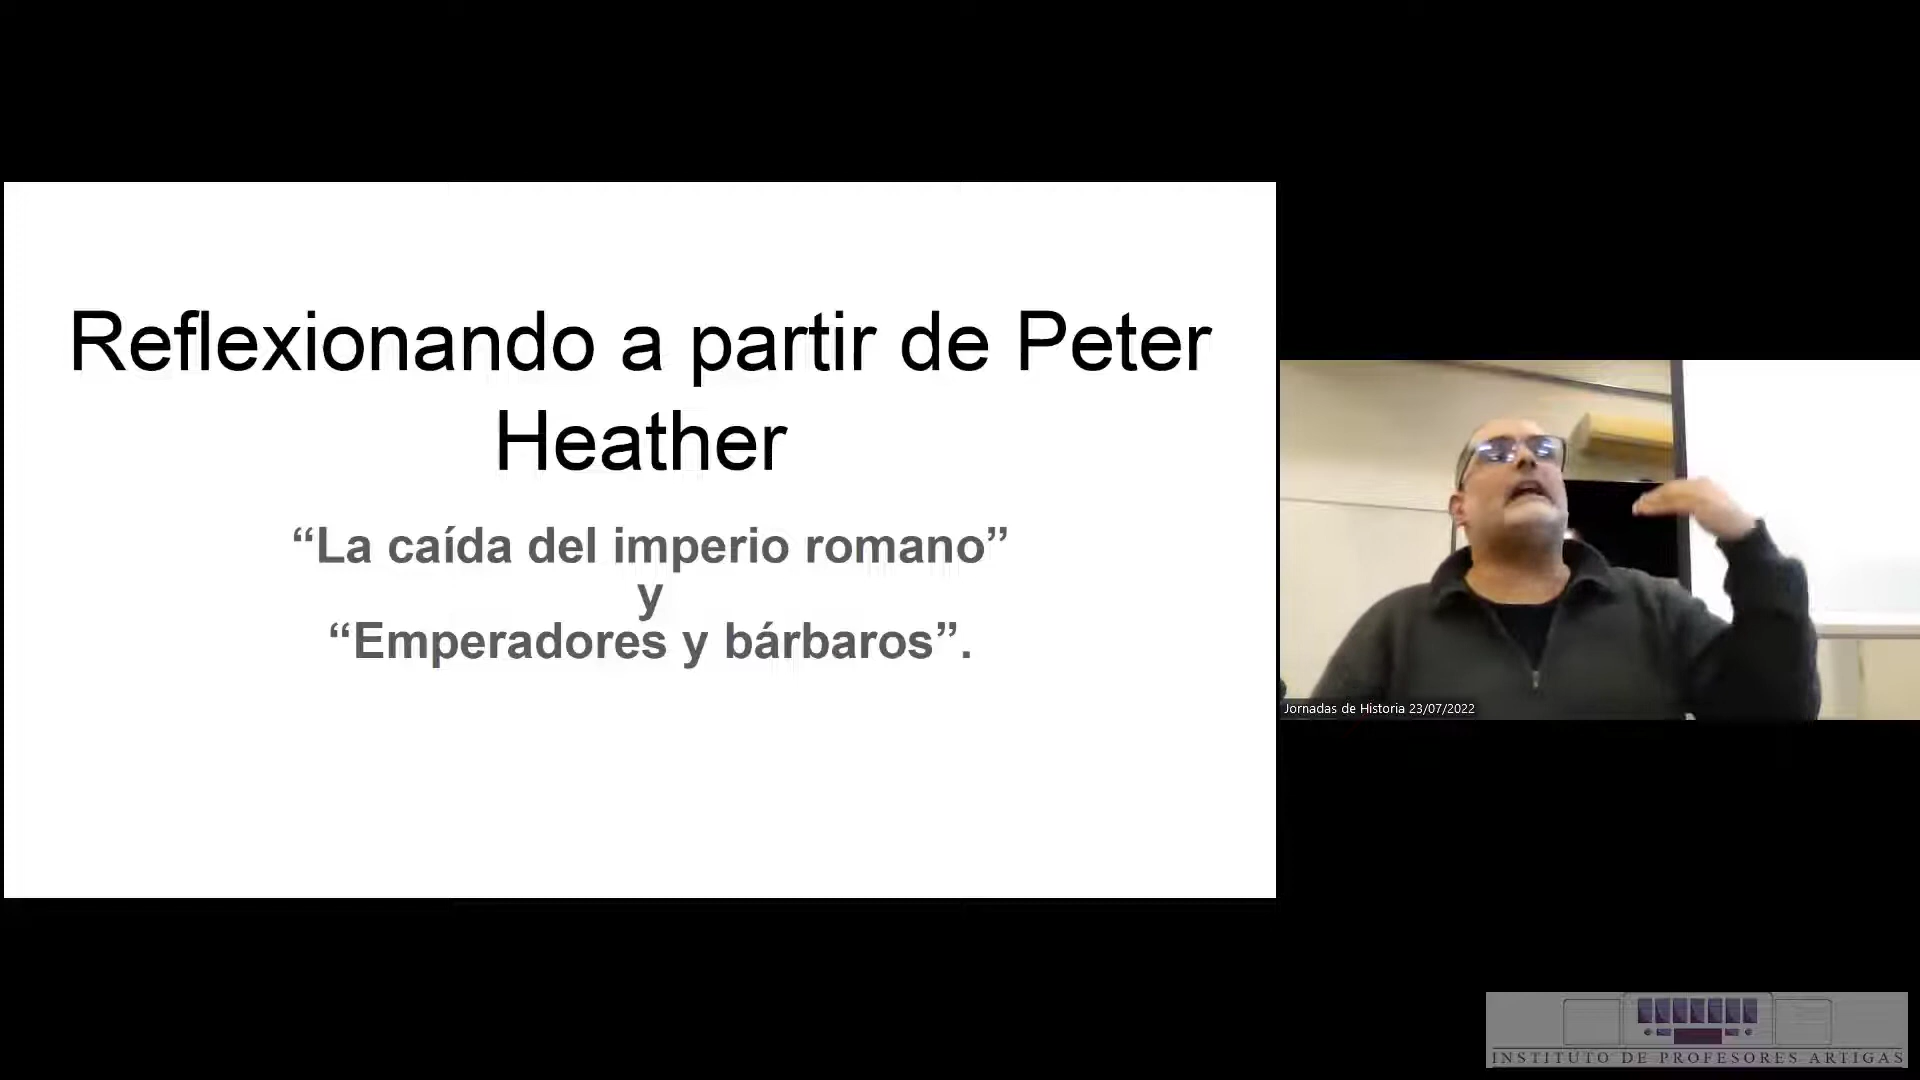 Reflexionando a partir de Peter
Heather
“La caída del imperio romano”
y
“Emperadores y bárbaros”.
Jornadas de Historia 23/07/2022
INSTITUTO DE PROFESORES ARTIGAS